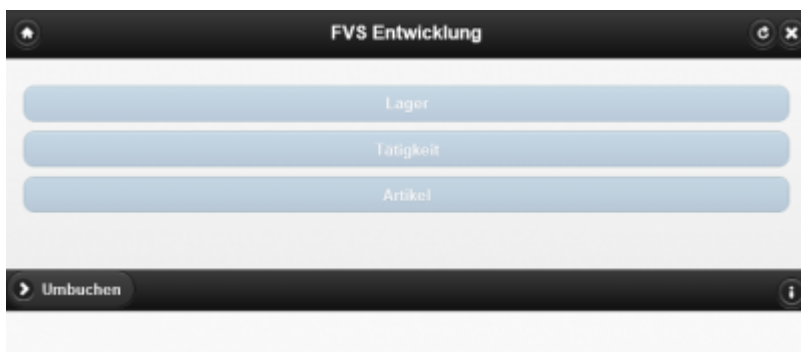 FVS Entwicklung
Lager
Tätigkeit
Artikel
Umbuchen